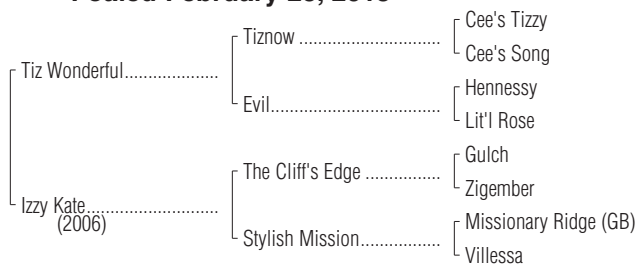 Foaled February
Cee's Tizzy
Tiznow
Cee's Song
Tiz Wonderful
Hennessy
Evil
Lit'l Rose
Gulch
The Cliff's Edge
Zigember
Izzy Kate
(2006)
Missionary Ridge (GB)
Stylish Mission
Villessa